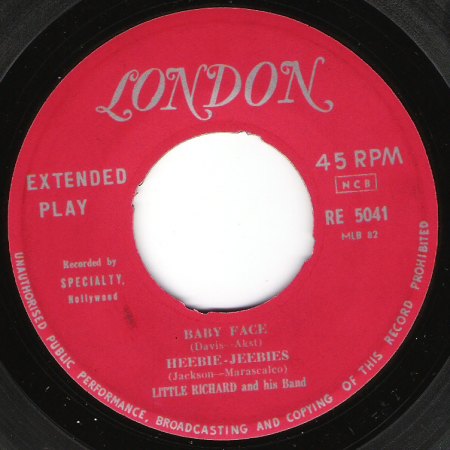 LONDON
EXTENDED PLAY
45 RPM
NCB
RE 5041
MLB 82
Recorded by
SPECIALTY,
Hollywood
BABY FACE
(Davis—Akst)
HEEBIE-JEEBIES
(Jackson—Marascalco)
LITTLE RICHARD and his Band
UNAUTHORISED PUBLIC PERFORMANCE, BROADCASTING AND COPYING OF THIS RECORD PROHIBITED